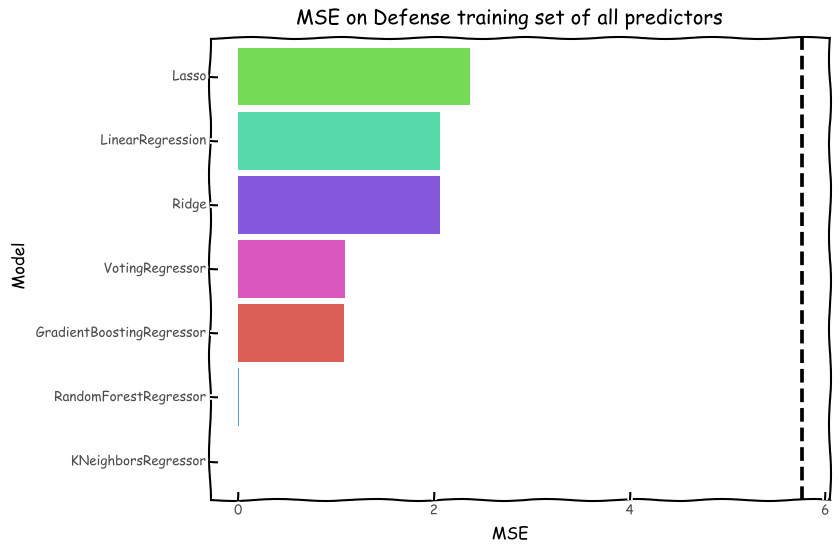 MSE on Defense training set of all predictors
Lasso
LinearRegression
Ridge
VotingRegressor
GradientBoostingRegressor
RandomForestRegressor
KNeighborsRegressor
Model
0 2 4 6
MSE